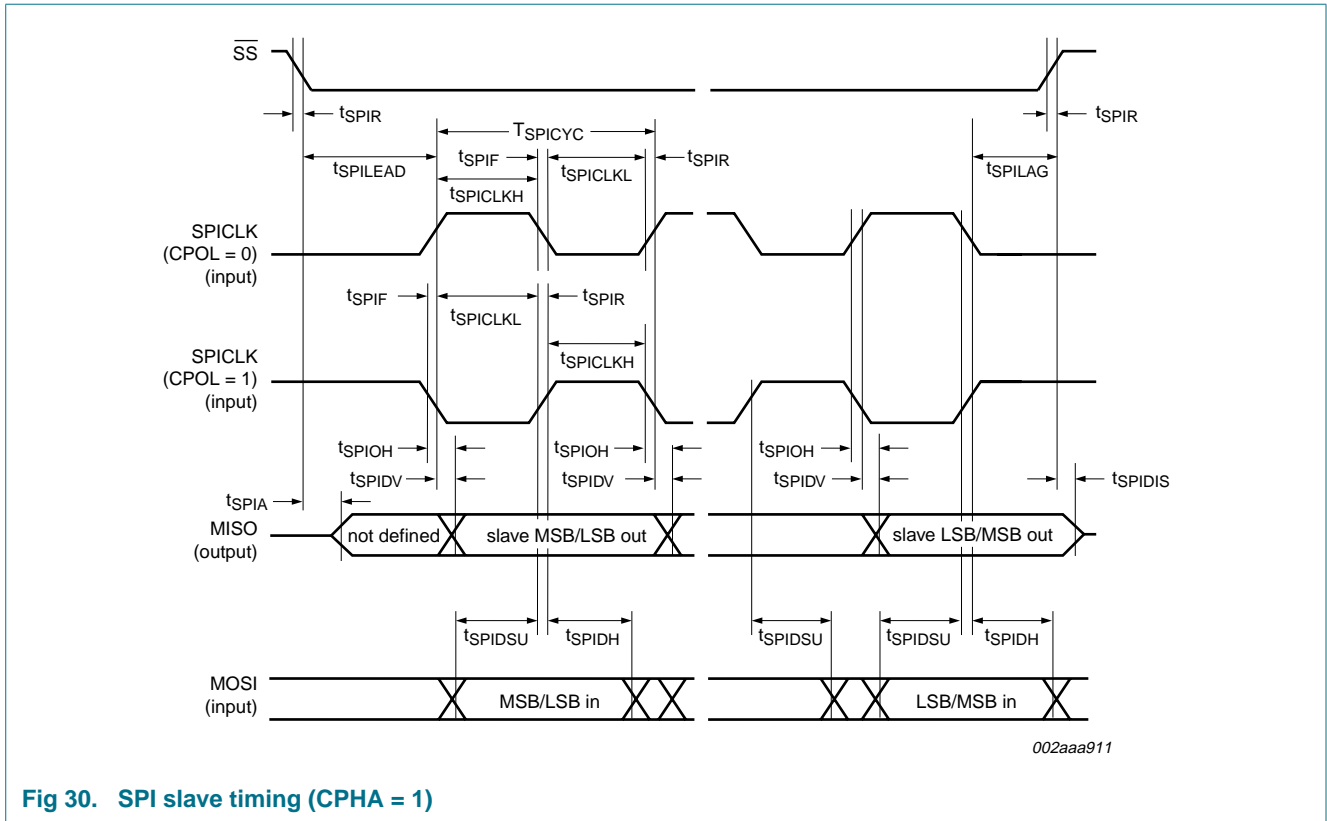 SS
tSPIR
tSPIR
TSPICYC
tSPIF
tSPIR
tSPILEAD
tSPICLKL
tSPILAG
tSPICLKH
SPICLK
(CPOL = 0)
(input)
tSPIF
tSPIR
tSPICLKL
SPICLK
(CPOL = 1)
(input)
tSPICLKH
tSPIOH
tSPIOH
tSPIOH
tSPIDV
tSPIDV
tSPIDV
tSPIDIS
tSPIA
MISO
(output)
not defined
slave MSB/LSB out
slave LSB/MSB out
tSPIDSU
tSPIDH
tSPIDSU
tSPIDSU
tSPIDH
MOSI
(input)
MSB/LSB in
LSB/MSB in
002aaa911
Fig 30. SPI slave timing (CPHA = 1)